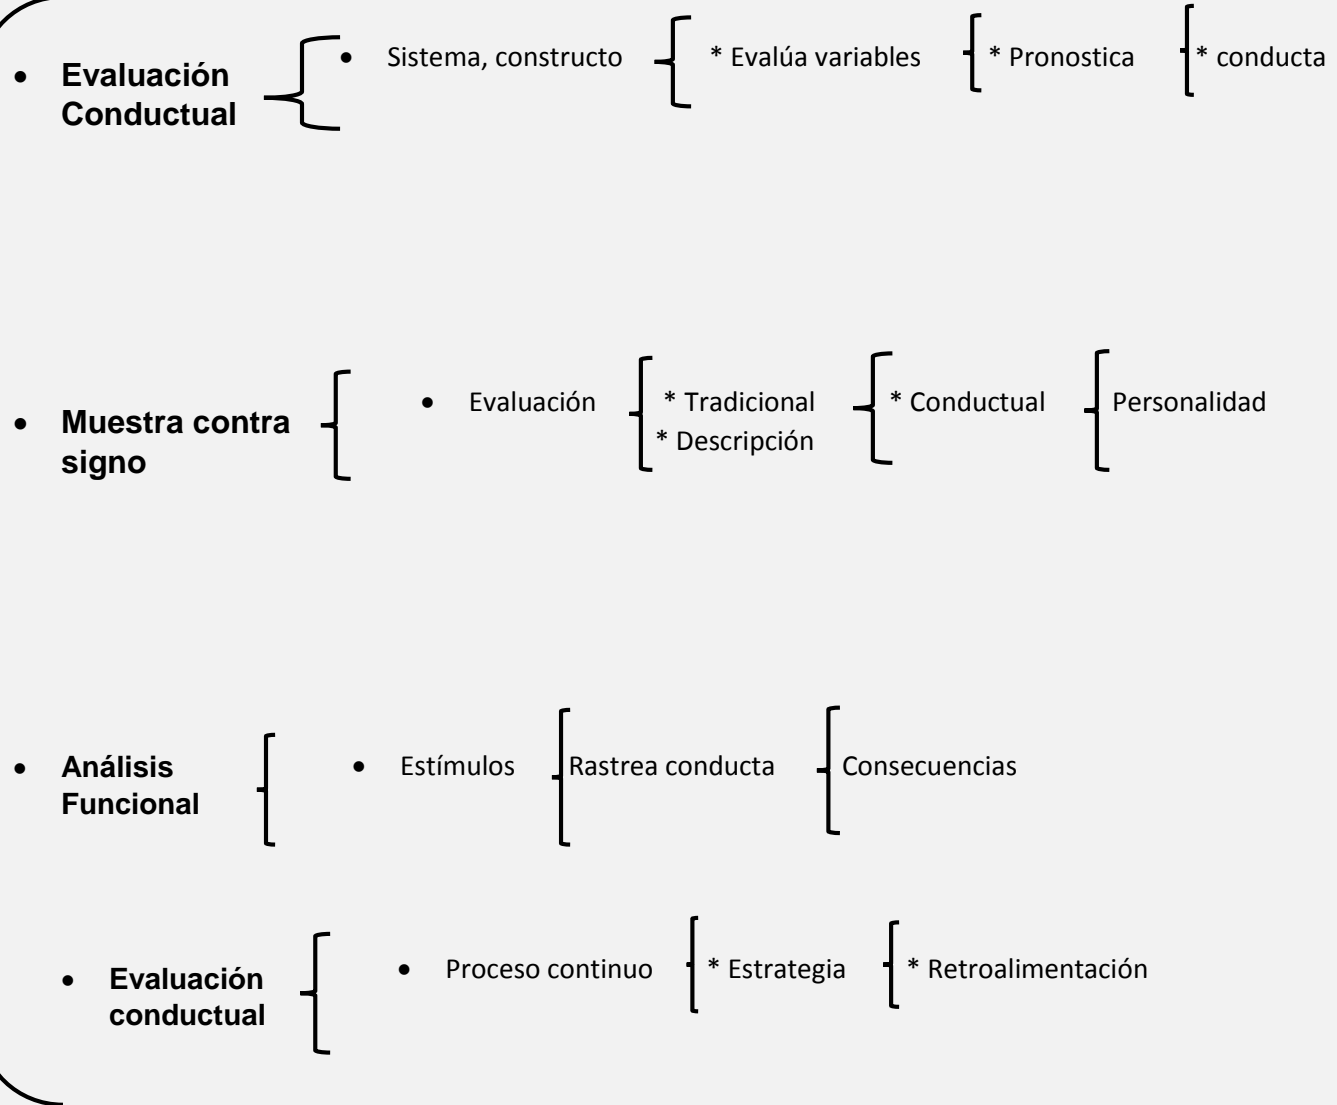 • Evaluación Conductual
• Sistema, constructo
* Evalúa variables
* Pronostica
* conducta
• Muestra contra signo
• Evaluación
* Tradicional
* Descripción
* Conductual
Personalidad
• Análisis Funcional
• Estímulos
Rastrea conducta
Consecuencias
• Evaluación conductual
• Proceso continuo
* Estrategia
* Retroalimentación